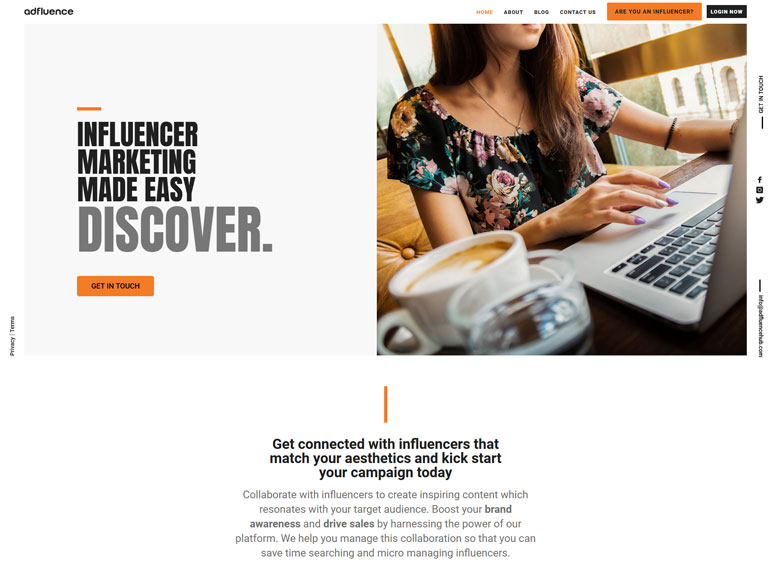 adfluence
HOME ABOUT BLOG CONTACT US ARE YOU AN INFLUENCER? LOGIN NOW
GET IN TOUCH
INFLUENCER
MARKETING
MADE EASY
DISCOVER.
GET IN TOUCH
info@adfluencehub.com
Privacy | Terms
Get connected with influencers that
match your aesthetics and kick start
your campaign today
Collaborate with influencers to create inspiring content which
resonates with your target audience. Boost your brand
awareness and drive sales by harnessing the power of our
platform. We help you manage this collaboration so that you can
save time searching and micro managing influencers.